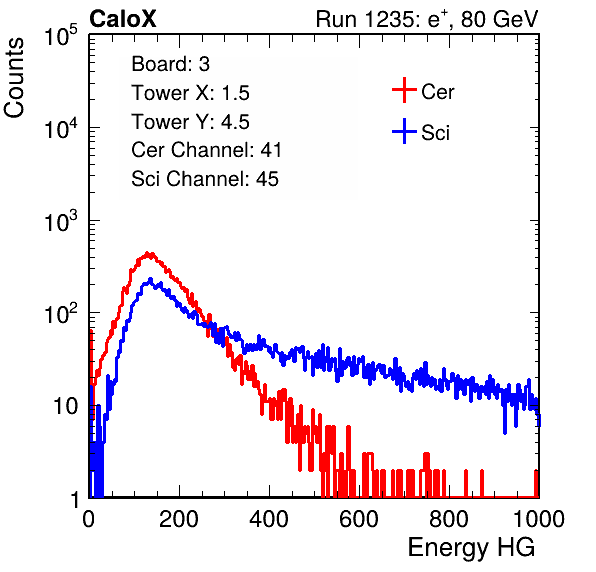 CaloX Run 1235: e⁺, 80 GeV
Counts
Board: 3
Tower X: 1.5
Tower Y: 4.5
Cer Channel: 41
Sci Channel: 45
Cer
Sci
10⁵
10⁴
10³
10²
10
1
0 200 400 600 800 1000
Energy HG